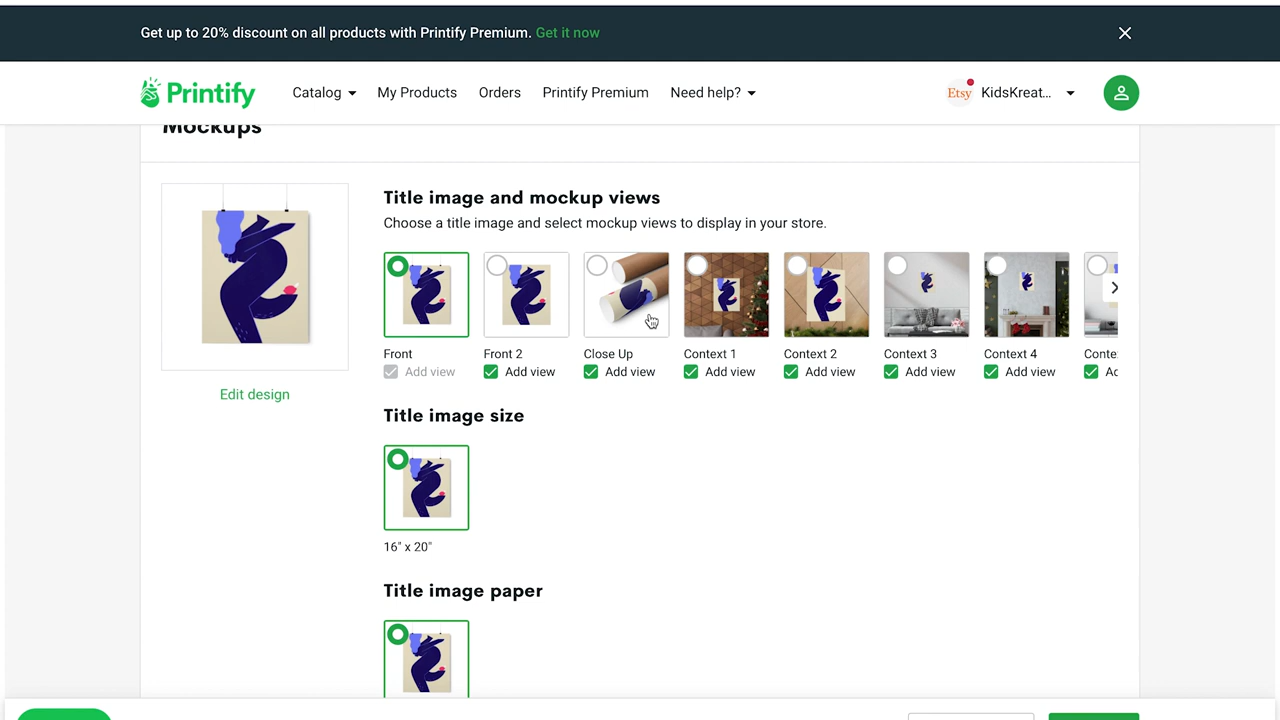 Get up to 20% discount on all products with Printify Premium. Get it now
Printify Catalog My Products Orders Printify Premium Need help? Etsy KidsKreat...
Mockups
Title image and mockup views
Choose a title image and select mockup views to display in your store.
Front Front 2 Close Up Context 1 Context 2 Context 3 Context 4 Conte
Add view Add view Add view Add view Add view Add view Add view Ac
Edit design
Title image size
16" x 20"
Title image paper